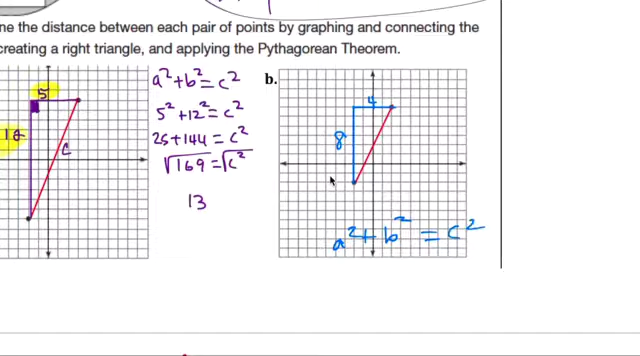 ne the distance between each pair of points by graphing and connecting the
creating a right triangle, and applying the Pythagorean Theorem.
5
12
c
a²+b²=c²
5²+12²=c²
25+144=c²
√169=√c²
13
b.
4
8
a²+b²=c²